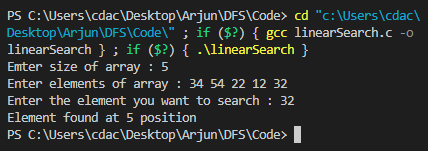 PS C:\Users\cdac\Desktop\Arjun\DFS\Code> cd "c:\Users\cdac\
Desktop\Arjun\DFS\Code\" ; if ($?) { gcc linearSearch.c -o
linearSearch } ; if ($?) { .\linearSearch }
Emter size of array : 5
Enter elements of array : 34 54 22 12 32
Enter the element you want to search : 32
Element found at 5 position
PS C:\Users\cdac\Desktop\Arjun\DFS\Code>